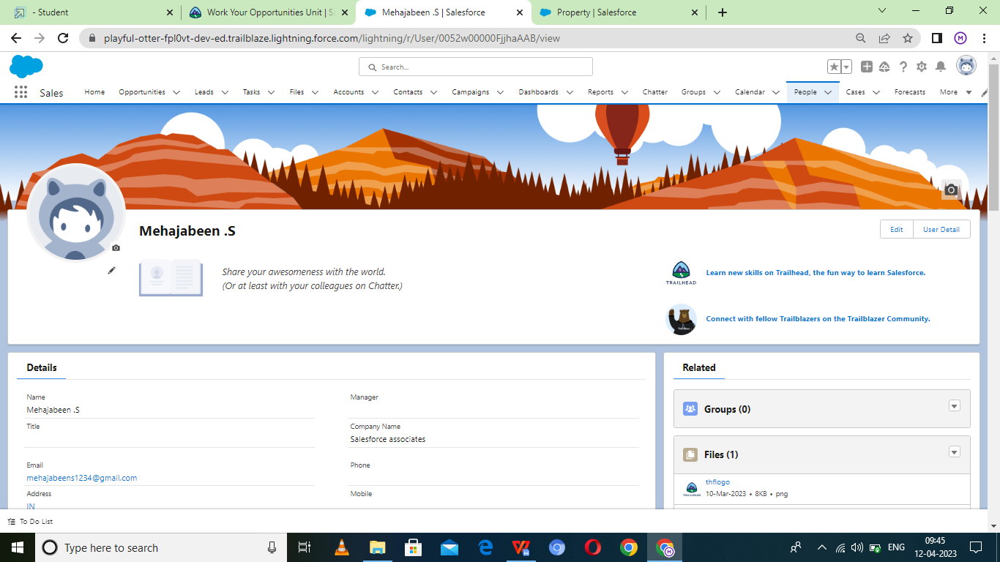 - Student
Work Your Opportunities Unit | S
Mehajabeen .S | Salesforce
Property | Salesforce
playful-otter-fpl0vt-dev-ed.trailblaze.lightning.force.com/lightning/r/User/0052w00000FjjhaAAB/view
M
Search...
Sales
Home
Opportunities
Leads
Tasks
Files
Accounts
Contacts
Campaigns
Dashboards
Reports
Chatter
Groups
Calendar
People
Cases
Forecasts
More
Mehajabeen .S
Edit
User Detail
Share your awesomeness with the world.
(Or at least with your colleagues on Chatter.)
TRAILHEAD
Learn new skills on Trailhead, the fun way to learn Salesforce.
Connect with fellow Trailblazers on the Trailblazer Community.
Details
Name
Mehajabeen .S
Manager
Title
Company Name
Salesforce associates
Email
mehajabeens1234@gmail.com
Phone
Address
IN
Mobile
Related
Groups (0)
Files (1)
TRAILHEAD
thflogo
10-Mar-2023 • 8KB • png
To Do List
Type here to search
M
ENG
09:45
12-04-2023